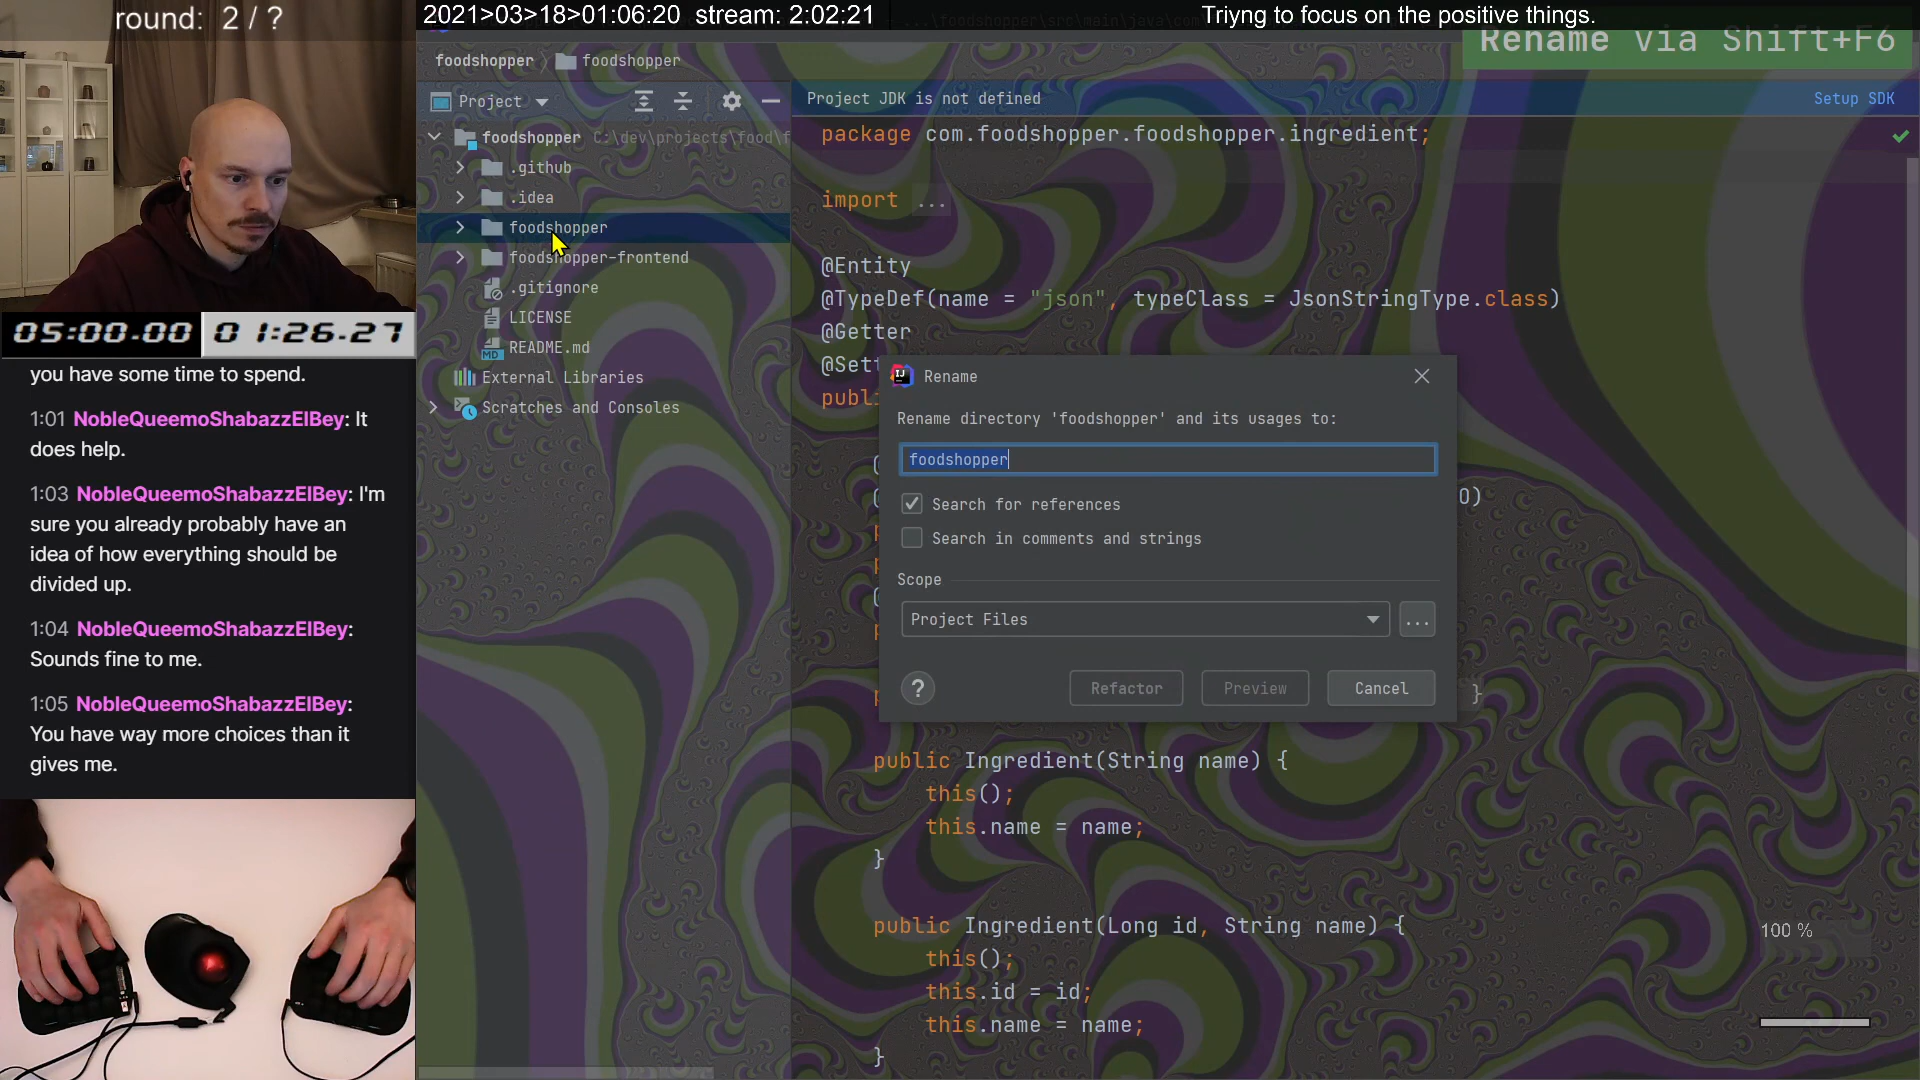 round: 2 / ?
2021>03>18>01:06:20 stream: 2:02:21
Triyng to focus on the positive things.
Rename via Shift+F6
foodshopper
foodshopper
Project
Project JDK is not defined
Setup SDK
foodshopper C:\dev\projects\food\f
.github
.idea
foodshopper
foodshopper-frontend
.gitignore
LICENSE
README.md
External Libraries
Scratches and Consoles
05:00.00
0 1:26.27
you have some time to spend.
1:01 NobleQueemoShabazzElBey: It
does help.
1:03 NobleQueemoShabazzElBey: I'm
sure you already probably have an
idea of how everything should be
divided up.
1:04 NobleQueemoShabazzElBey:
Sounds fine to me.
1:05 NobleQueemoShabazzElBey:
You have way more choices than it
gives me.
package com.foodshopper.foodshopper.ingredient;
import ...
@Entity
@TypeDef(name = "json", typeClass = JsonStringType.class)
@Getter
@Sett
publi
Rename
Rename directory 'foodshopper' and its usages to:
foodshopper
Search for references
Search in comments and strings
Scope
Project Files
...
?
Refactor
Preview
Cancel
0)
}
public Ingredient(String name) {
this();
this.name = name;
}
public Ingredient(Long id, String name) {
this();
this.id = id;
this.name = name;
}
100 %